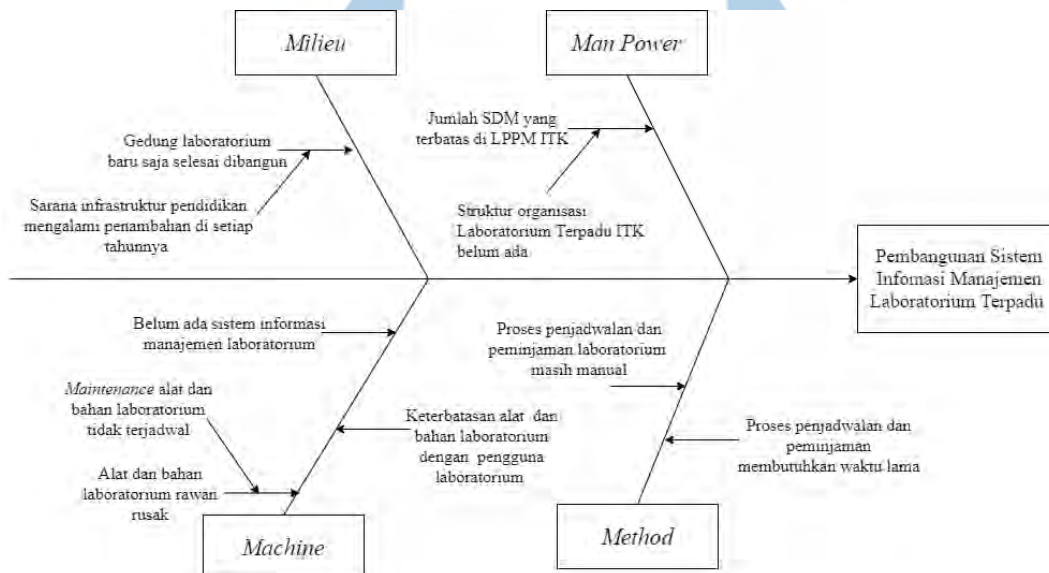 Milieu
Man Power
Gedung laboratorium
baru saja selesai dibangun
Sarana infrastruktur pendidikan
mengalami penambahan di setiap
tahunnya
Jumlah SDM yang
terbatas di LPPM ITK
Struktur organisasi
Laboratorium Terpadu ITK
belum ada
Pembangunan Sistem
Infomasi Manajemen
Laboratorium Terpadu
Belum ada sistem informasi
manajemen laboratorium
Maintenance alat dan
bahan laboratorium
tidak terjadwal
Alat dan bahan
laboratorium rawan
rusak
Keterbatasan alat dan
bahan laboratorium
dengan pengguna
laboratorium
Proses penjadwalan dan
peminjaman laboratorium
masih manual
Proses penjadwalan dan
peminjaman
membutuhkan waktu lama
Machine
Method